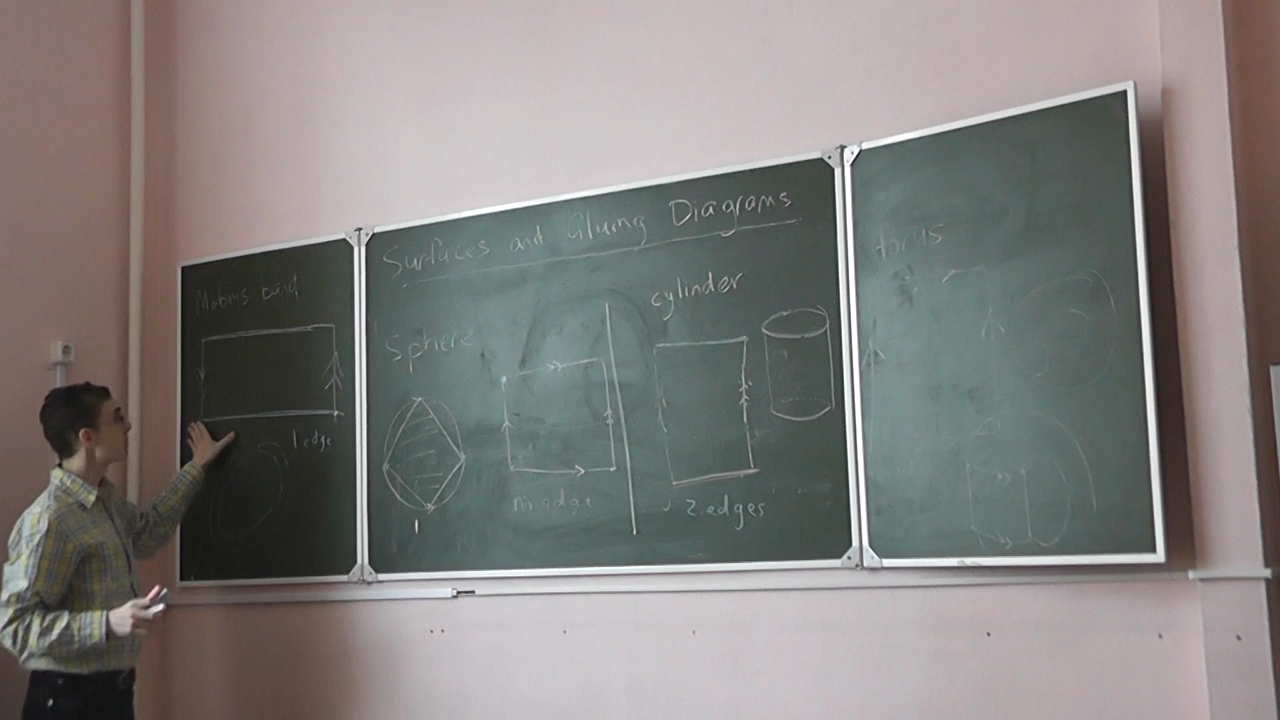 Surfaces and Gluing Diagrams
Mobius band
1 edge
Sphere
no edge
cylinder
2 edges
torus